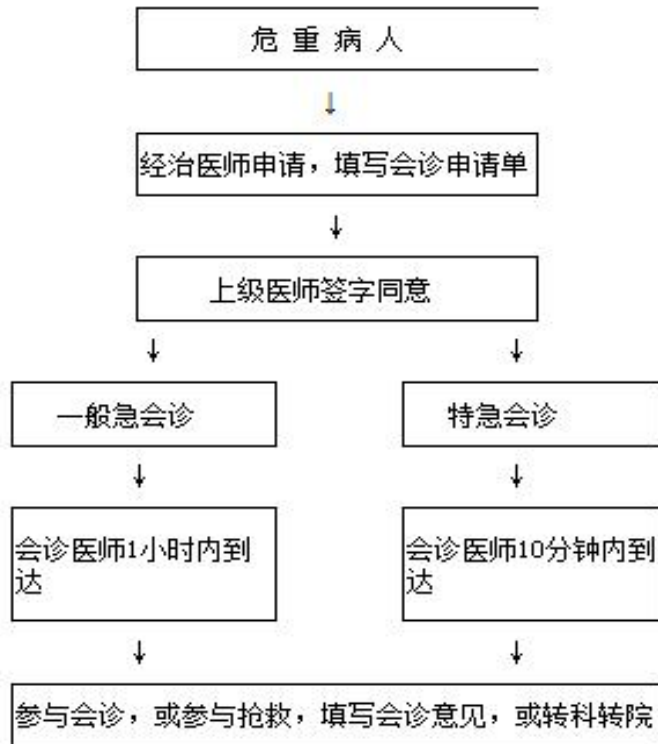 危重病人
经治医师申请，填写会诊申请单
上级医师签字同意
一般急会诊
特急会诊
会诊医师1小时内到
达
会诊医师10分钟内到
达
参与会诊，或参与抢救，填写会诊意见，或转科转院